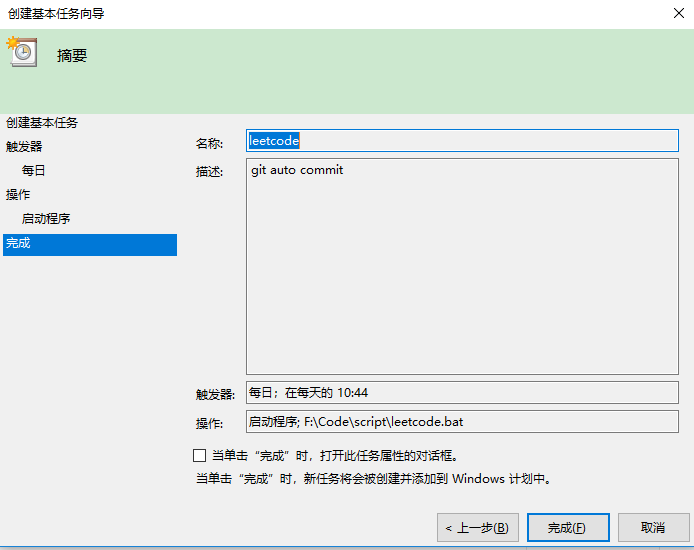 创建基本任务向导
摘要
创建基本任务
触发器
每日
操作
启动程序
完成
名称: leetcode
描述: git auto commit
触发器: 每日；在每天的 10:44
操作: 启动程序; F:\Code\script\leetcode.bat
当单击“完成”时，打开此任务属性的对话框。
当单击“完成”时，新任务将会被创建并添加到 Windows 计划中。
< 上一步(B) 完成(F) 取消